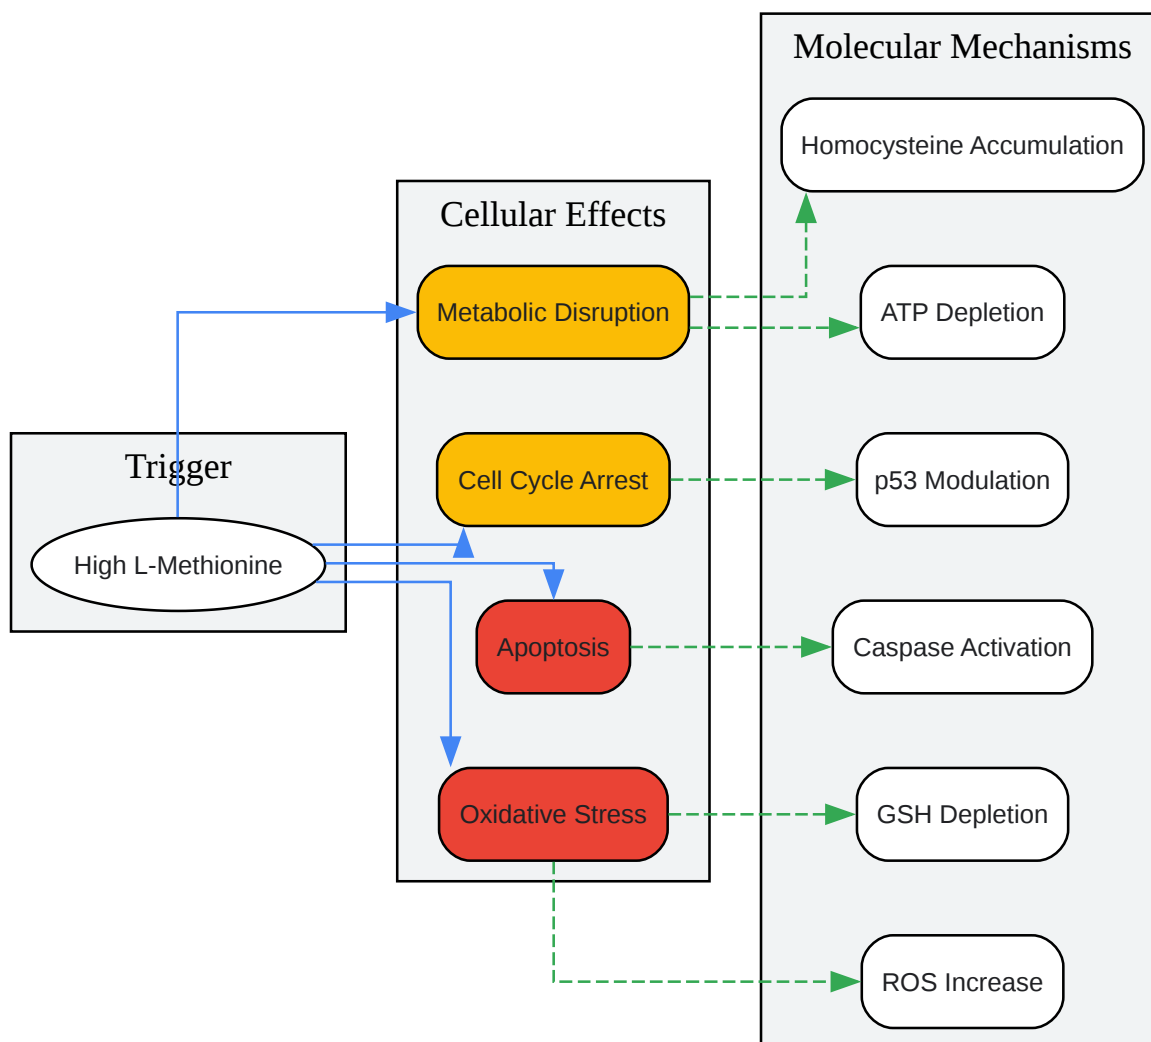 Molecular Mechanisms
Homocysteine Accumulation
Cellular Effects
Metabolic Disruption
ATP Depletion
Trigger
Cell Cycle Arrest
p53 Modulation
High L-Methionine
Apoptosis
Caspase Activation
Oxidative Stress
GSH Depletion
ROS Increase